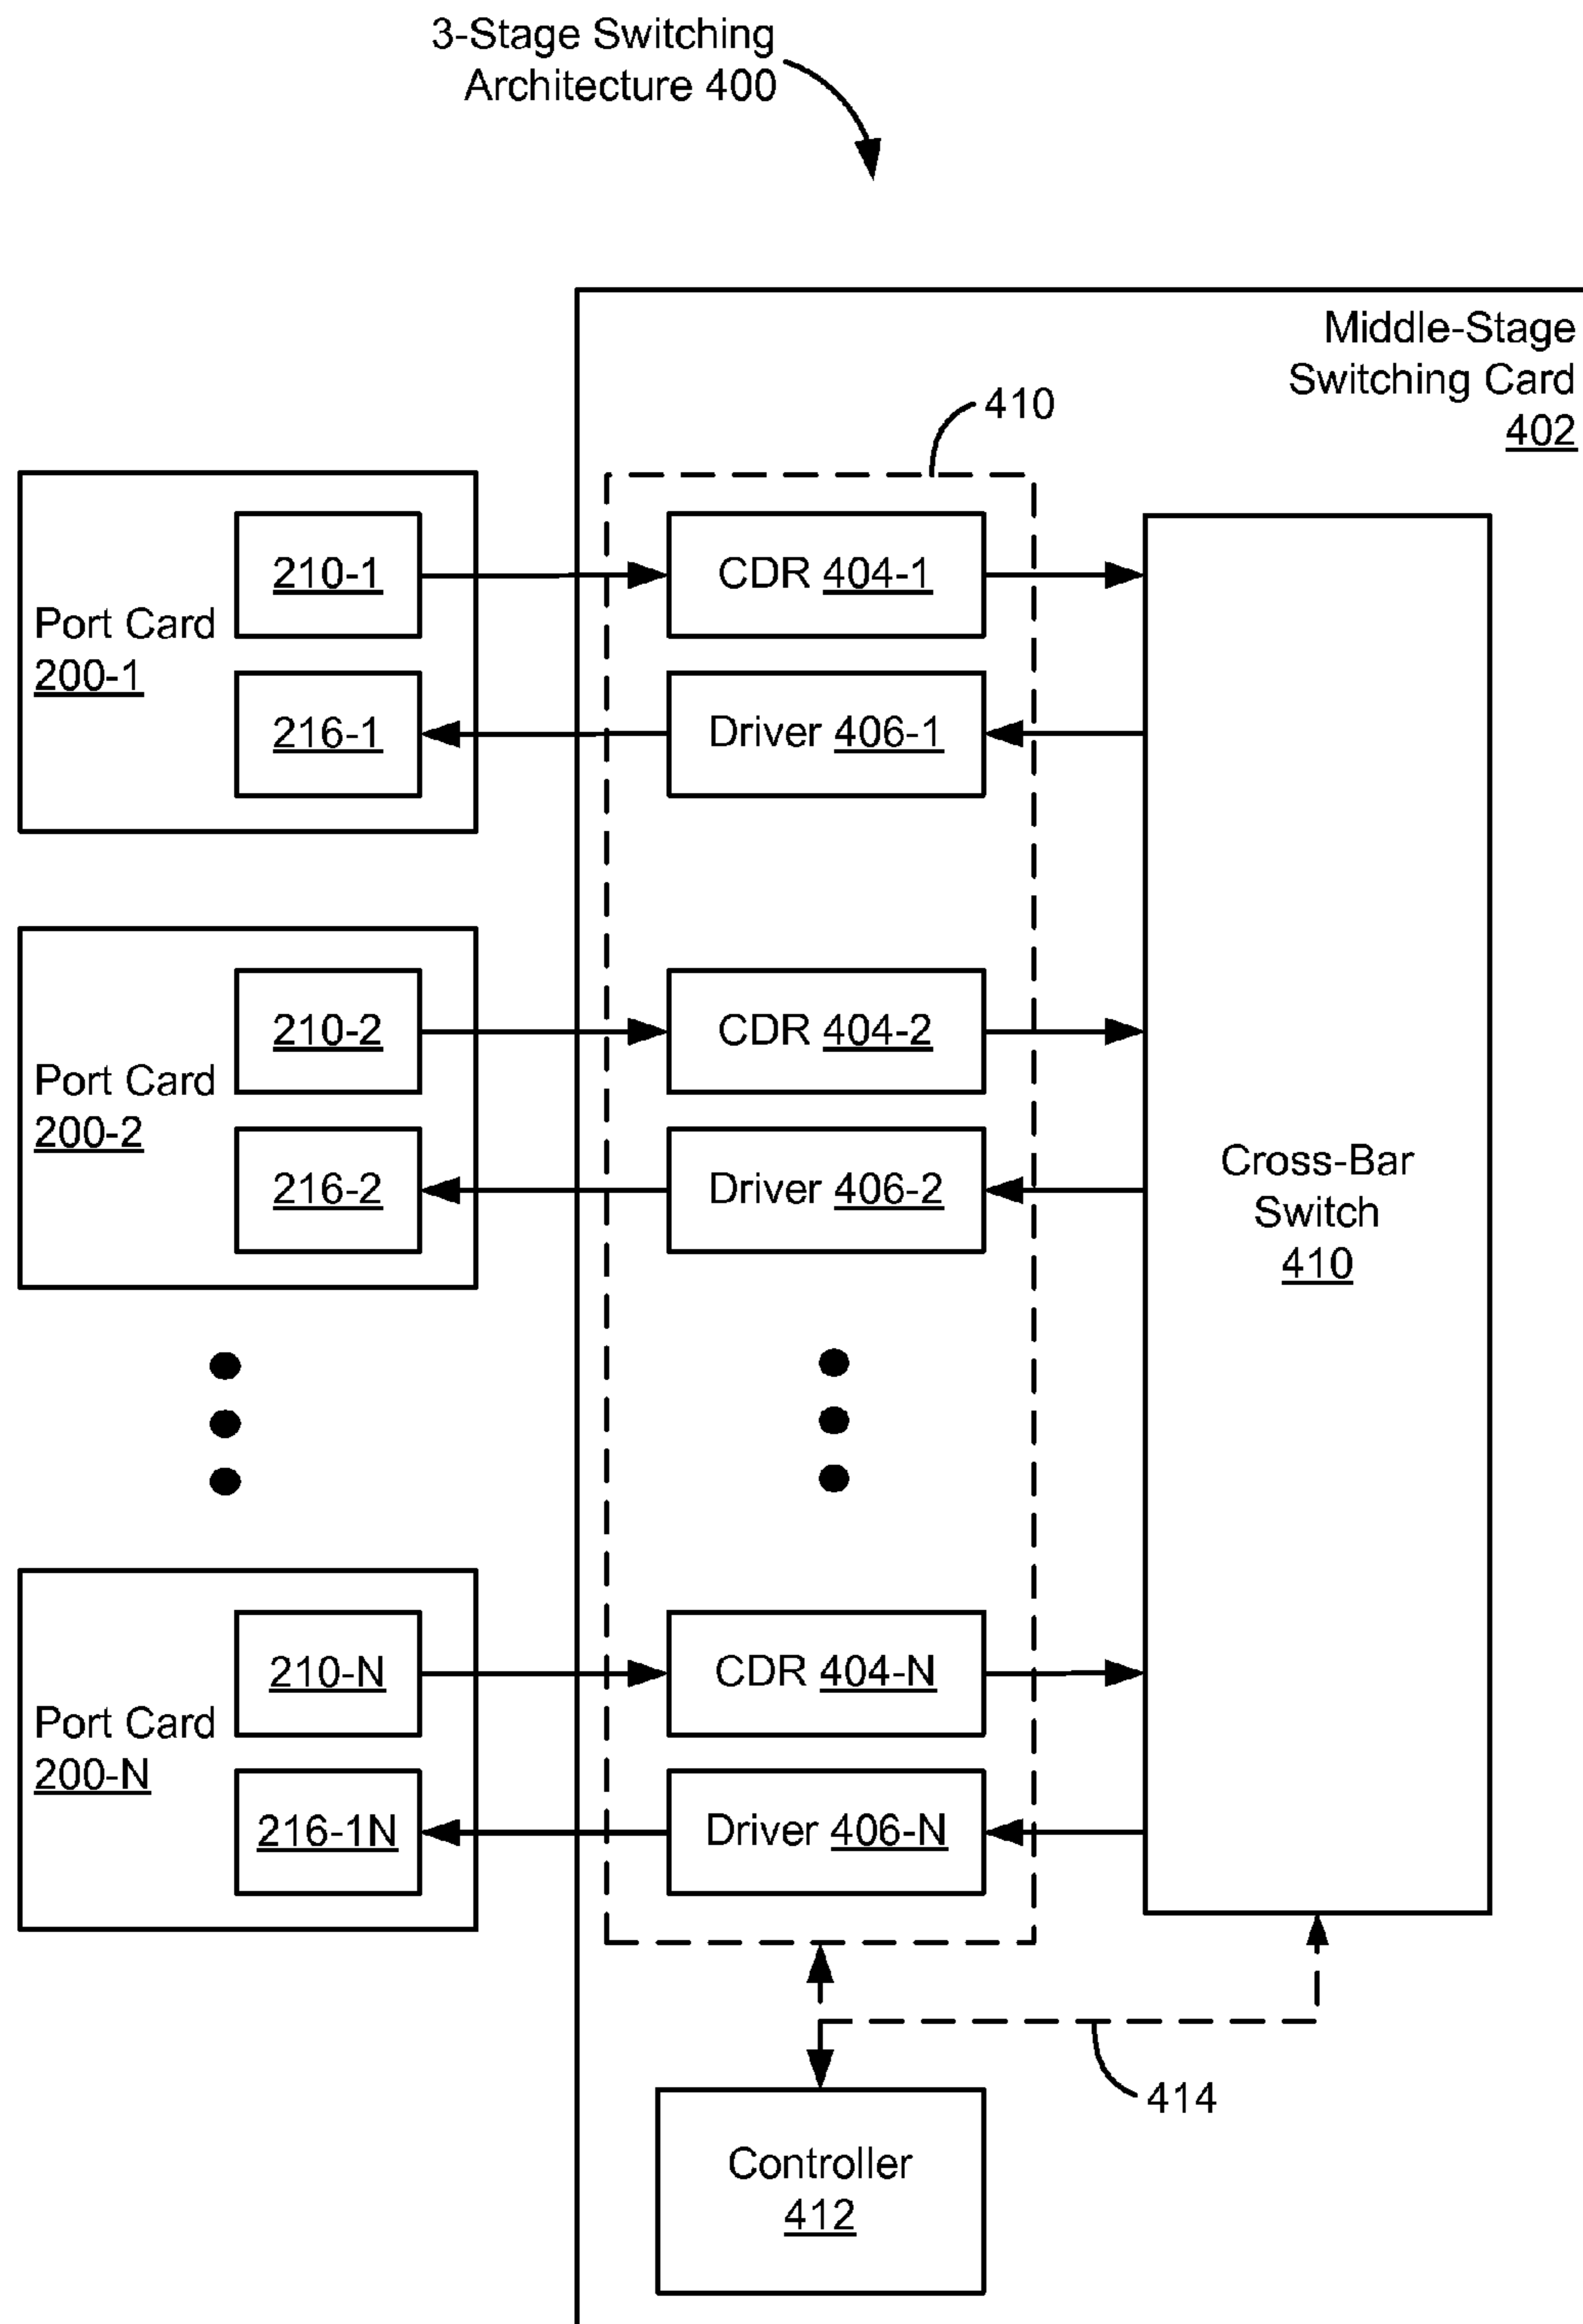 3-Stage Switching
Architecture 400
Middle-Stage
Switching Card
402
410
210-1
CDR 404-1
Port Card
200-1
216-1
Driver 406-1
210-2
CDR 404-2
Port Card
200-2
216-2
Driver 406-2
Cross-Bar
Switch
410
210-N
CDR 404-N
Port Card
200-N
216-1N
Driver 406-N
414
Controller
412